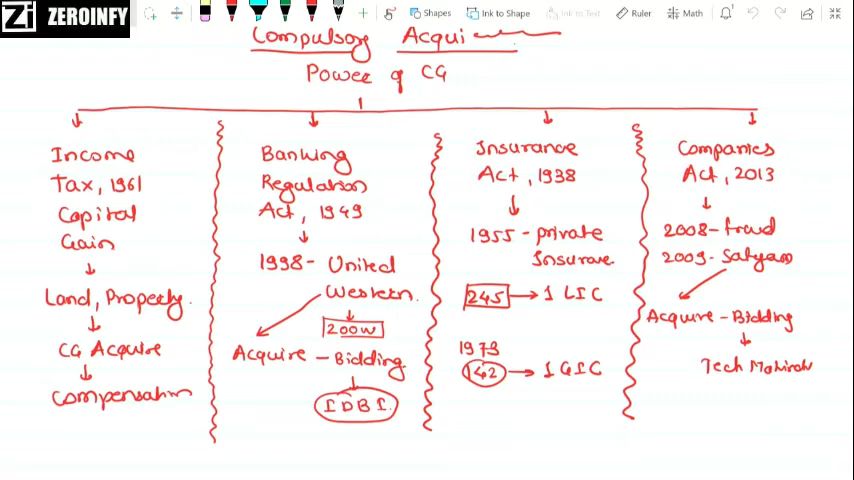 Zi ZEROINFY
Shapes
Ink to Shape
Ink to Text
Ruler
Math
Compulsory Acqui
Power of CG
Income
Tax, 1961
Capital
Gain
Land, Property
CG Acquire
Compensation
Banking
Regulation
Act, 1949
1998 - United
Western
200w
Acquire - Bidding
IDBI
Insurance
Act, 1938
1955 - private
Insurance
245 → 1 LIC
1973
142 → 1 GIC
Companies
Act, 2013
2008 - fraud
2009 - Satyam
Acquire - Bidding
Tech Mahindra